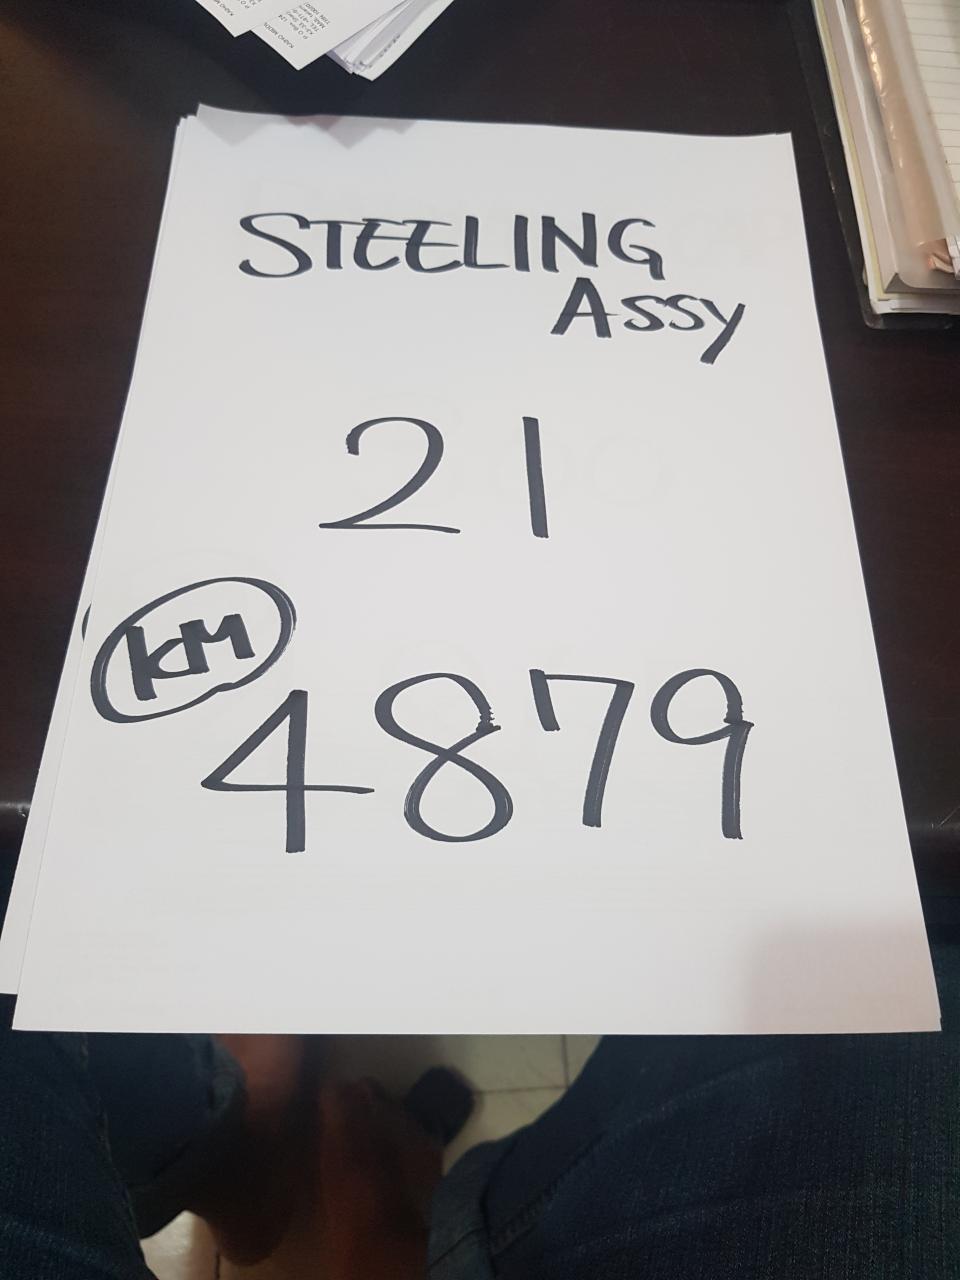 STEELING
ASSY
21
KM
4879